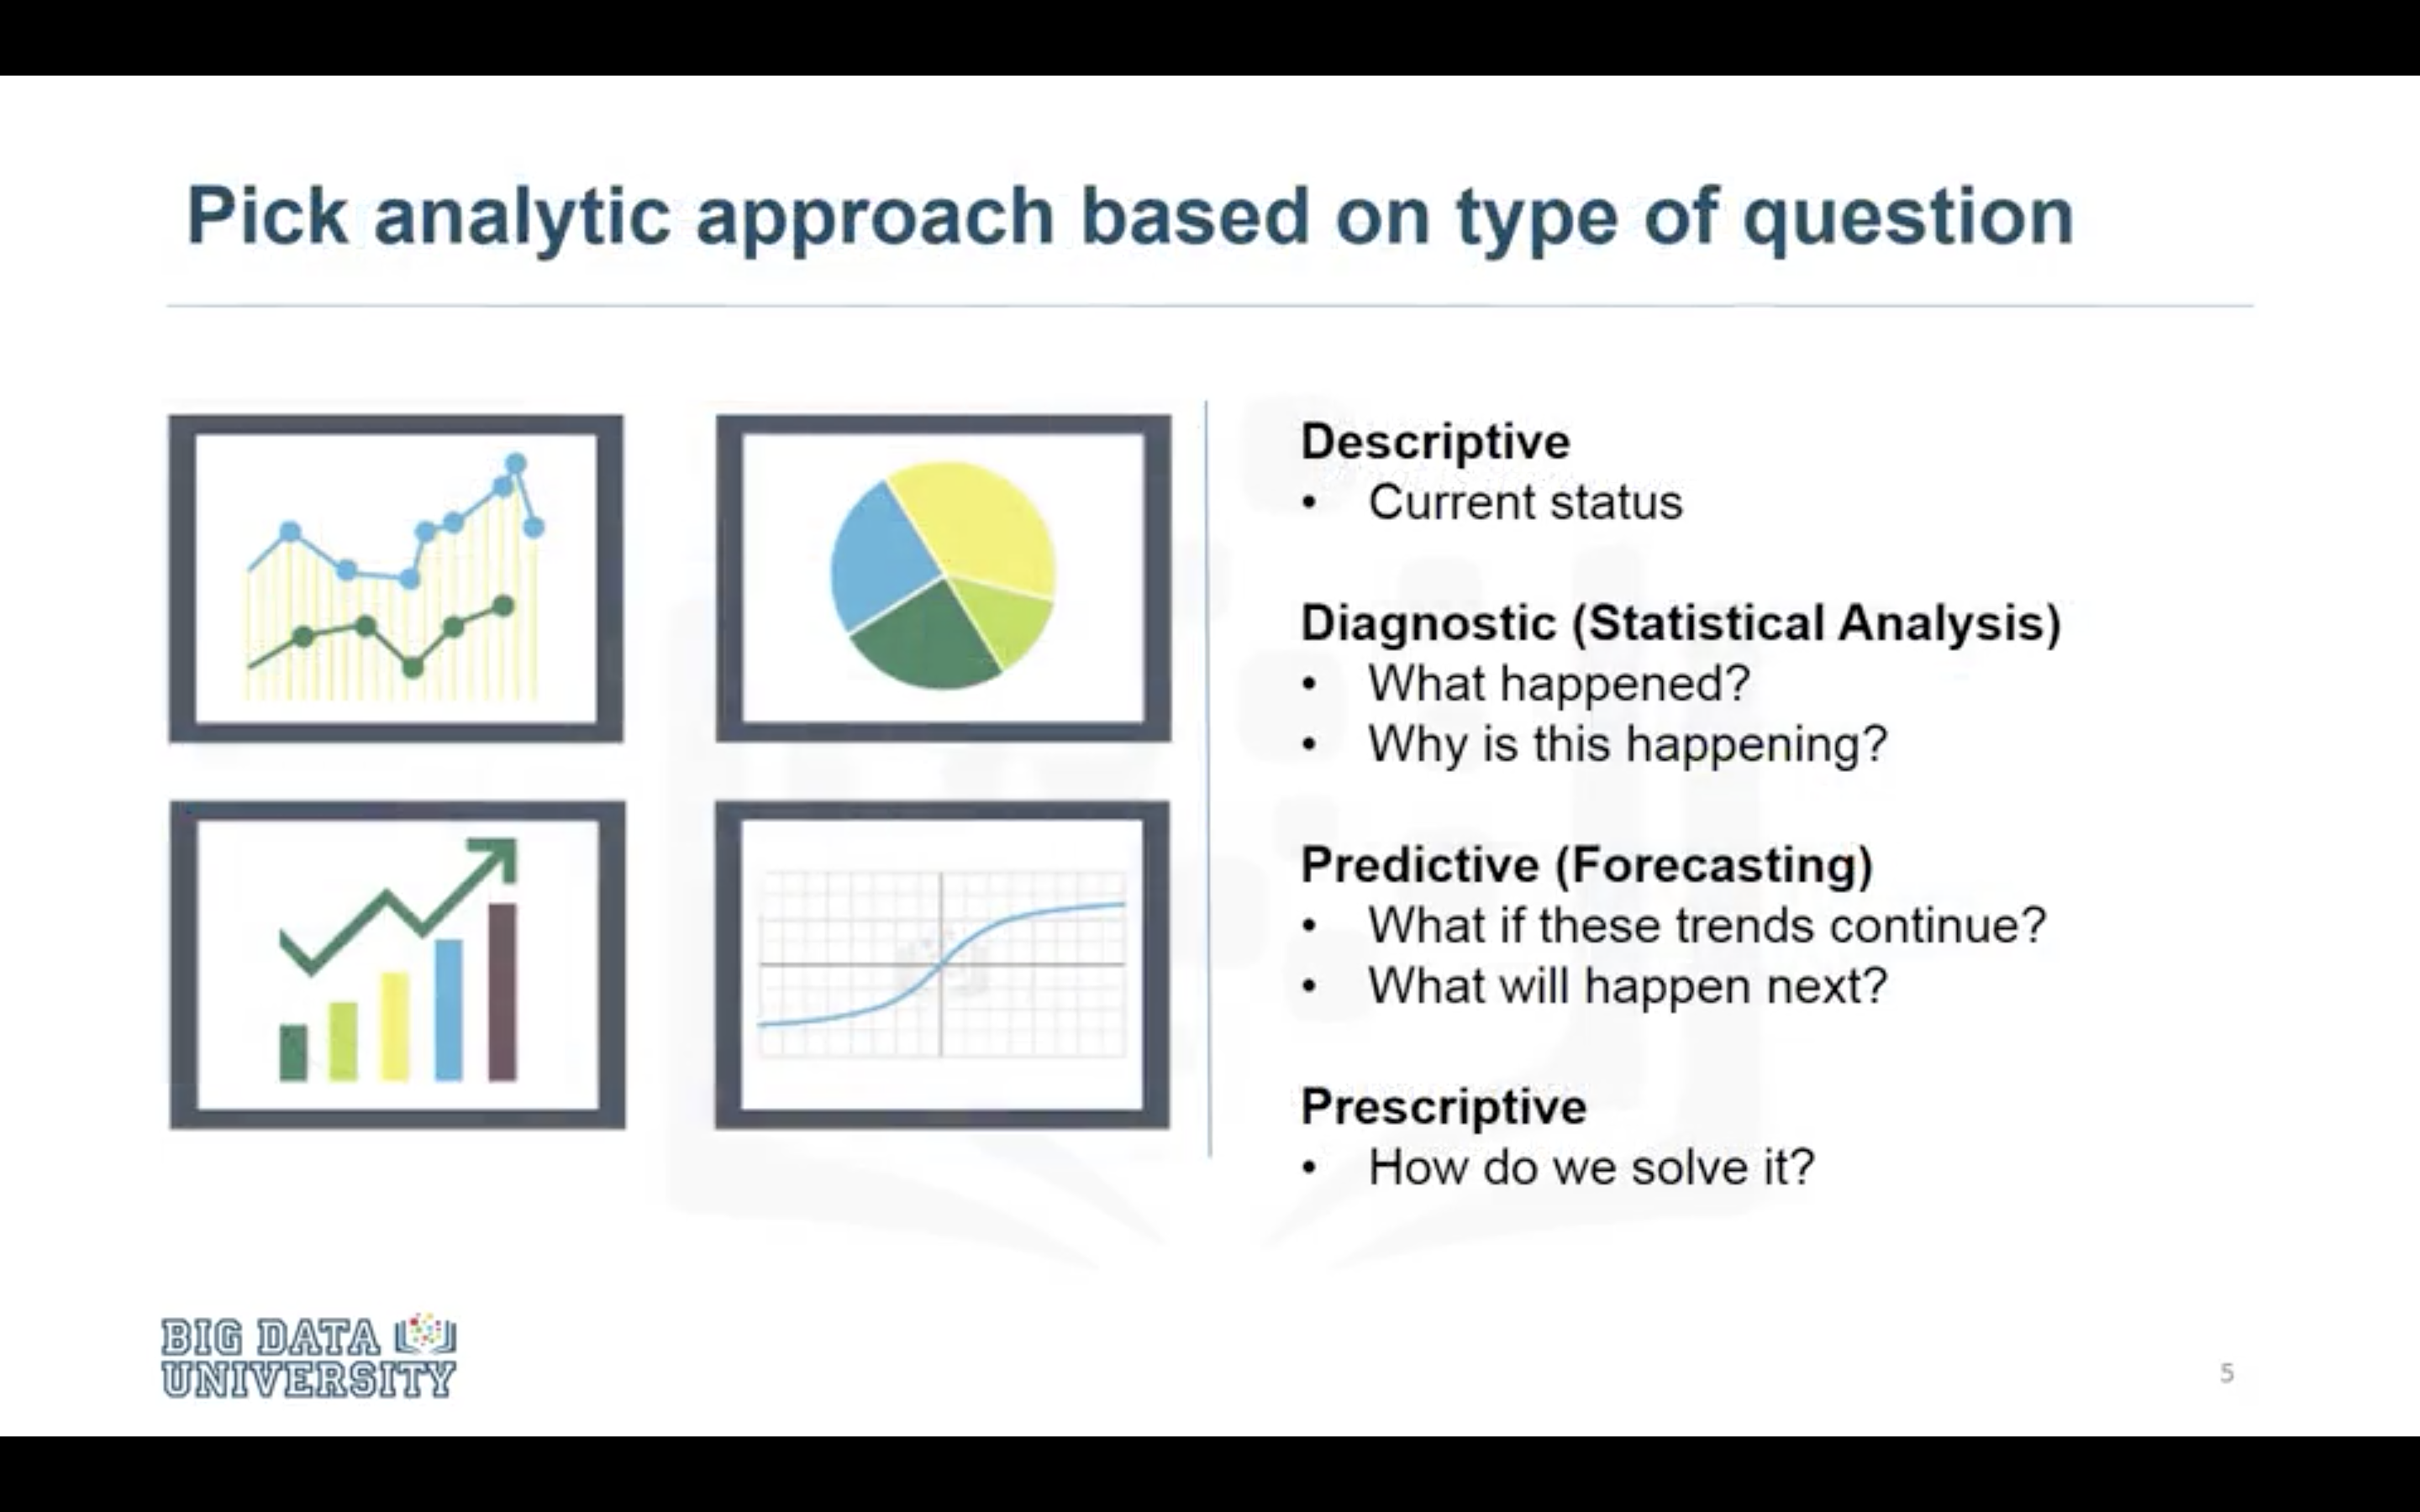 Pick analytic approach based on type of question
Descriptive
• Current status
Diagnostic (Statistical Analysis)
• What happened?
• Why is this happening?
Predictive (Forecasting)
• What if these trends continue?
• What will happen next?
Prescriptive
• How do we solve it?
BIG DATA
UNIVERSITY
5